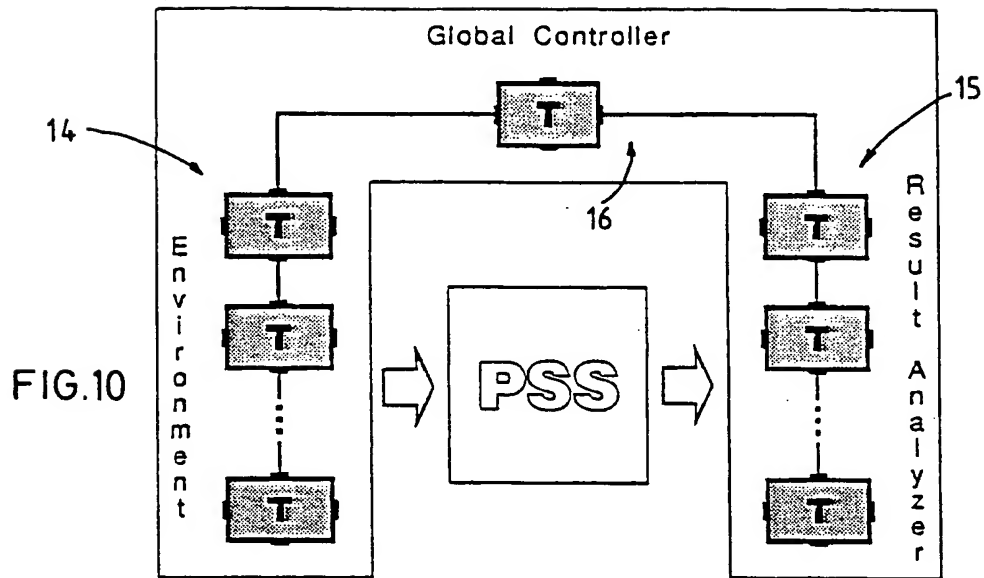 Global Controller
T
15
14
16
T
T
Environment
Result Analyzer
T
T
PSS
FIG.10
T
T